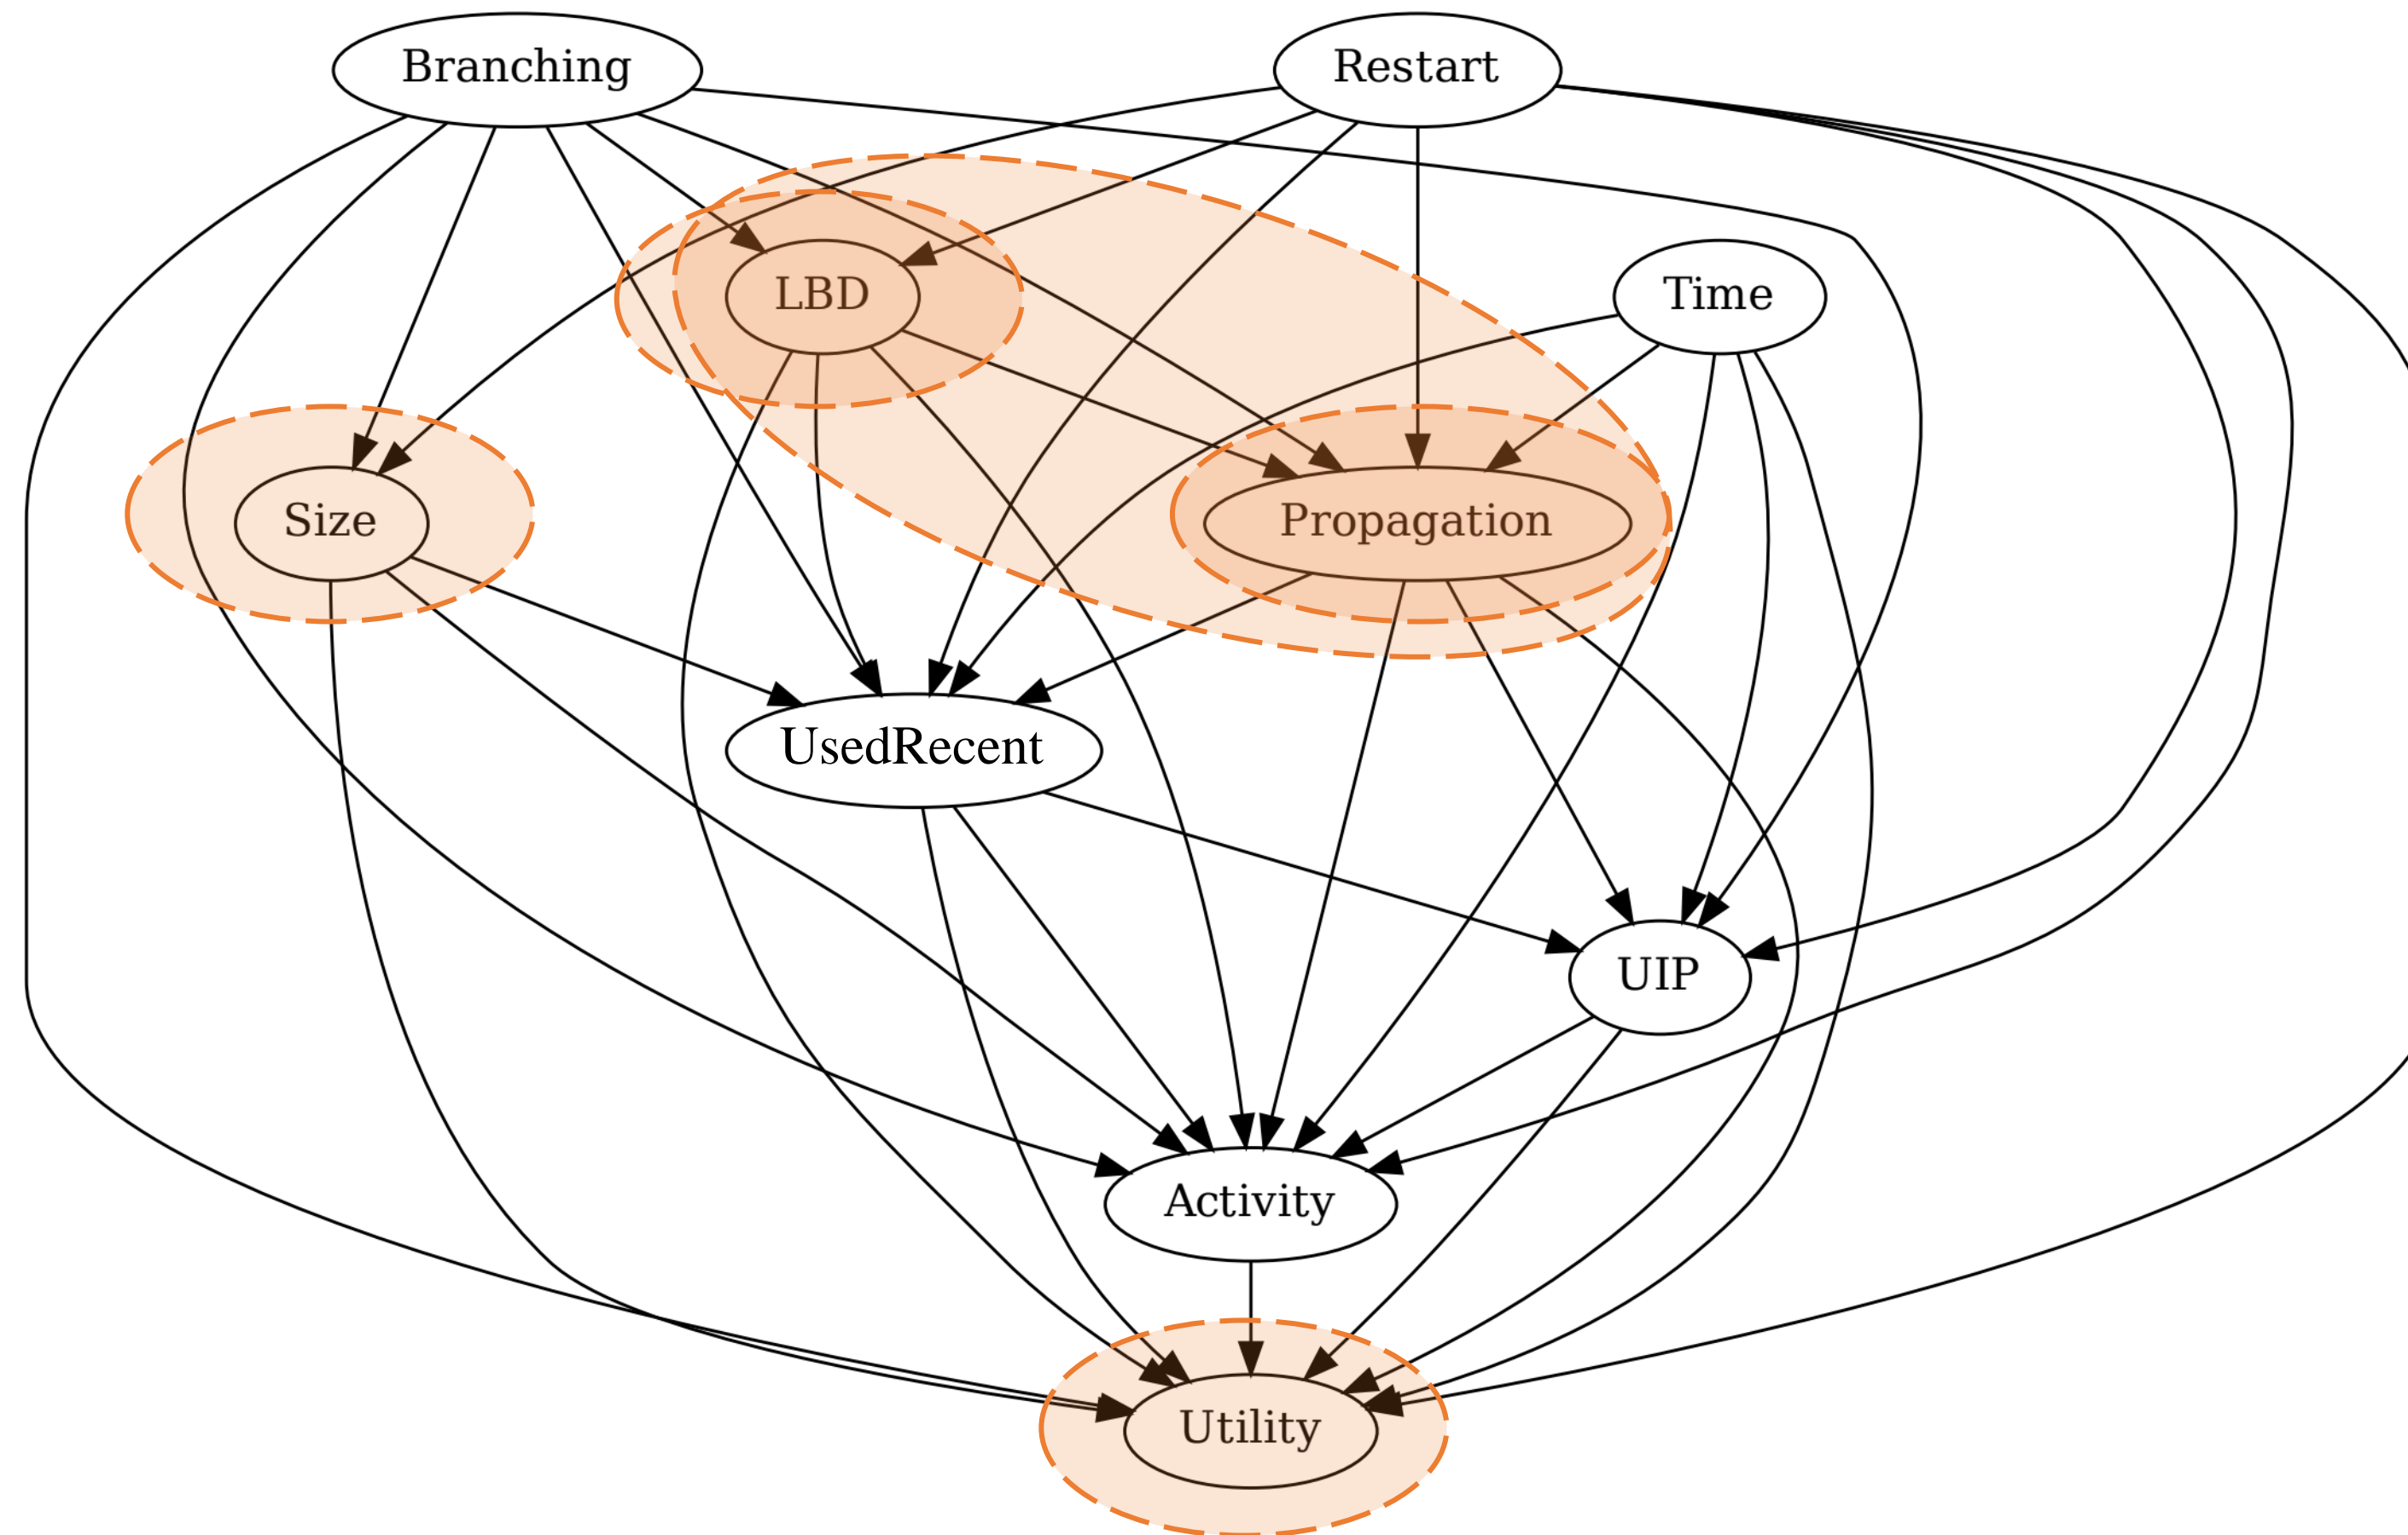 Branching
Restart
LBD
Time
Size
Propagation
UsedRecent
UIP
Activity
Utility